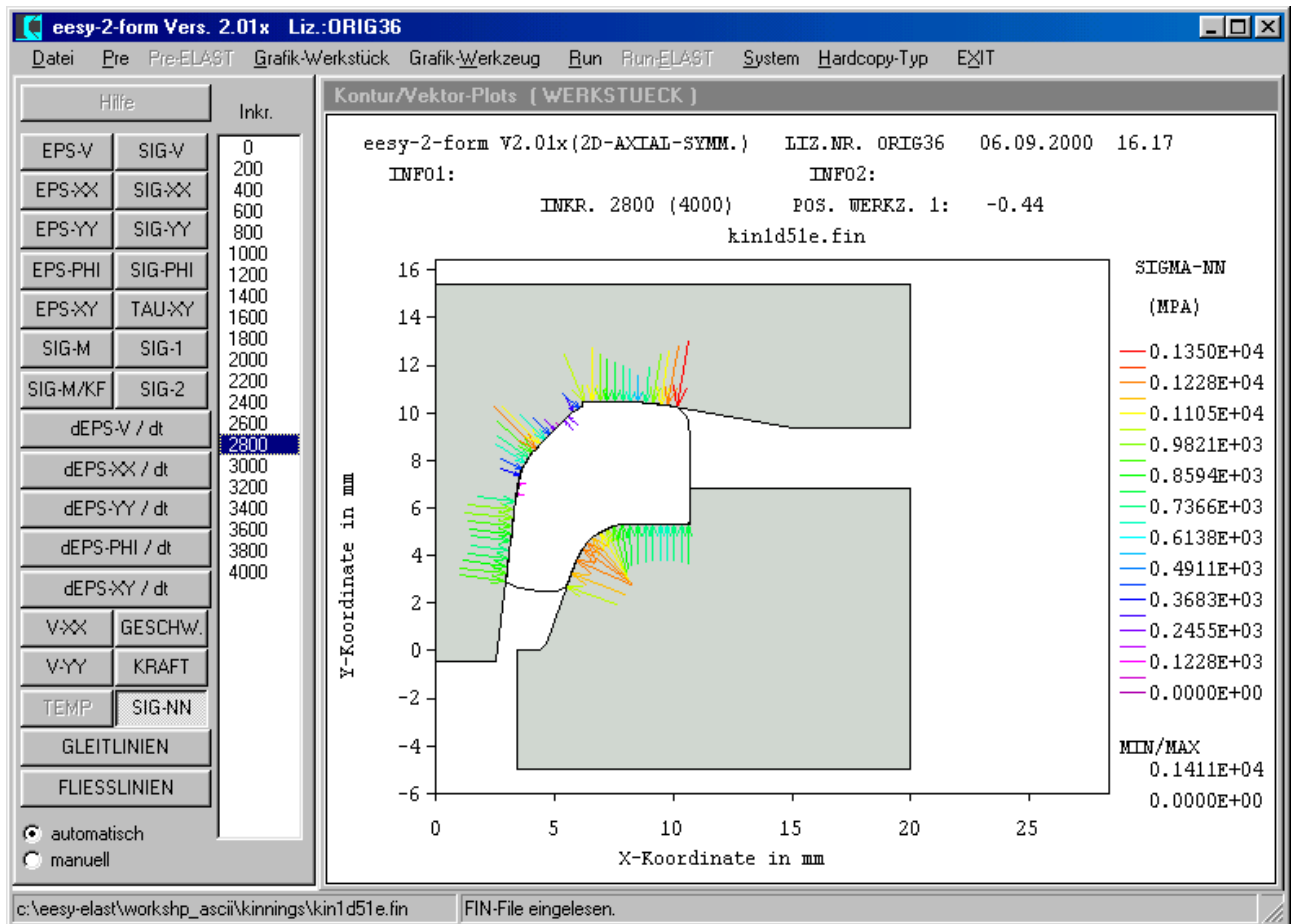 eesy-2-form Vers. 2.01x Liz.:ORIG36
Datei Pre Pre-ELAST Grafik-Werkstück Grafik-Werkzeug Run Run-ELAST System Hardcopy-Typ EXIT
Hilfe
EPS-V SIG-V
EPS-XX SIG-XX
EPS-YY SIG-YY
EPS-PHI SIG-PHI
EPS-XY TAU-XY
SIG-M SIG-1
SIG-M/KF SIG-2
dEPS-V / dt
dEPS-XX / dt
dEPS-YY / dt
dEPS-PHI / dt
dEPS-XY / dt
V-XX GESCHW.
V-YY KRAFT
TEMP SIG-NN
GLEITLINIEN
FLIESSLINIEN
automatisch
manuell
Inkr.
0
200
400
600
800
1000
1200
1400
1600
1800
2000
2200
2400
2600
2800
3000
3200
3400
3600
3800
4000
Kontur/Vektor-Plots ( WERKSTUECK )
eesy-2-form V2.01x(2D-AXIAL-SYMM.) LIZ.NR. ORIG36 06.09.2000 16.17
INFO1: INFO2:
INKR. 2800 (4000) POS. WERKZ. 1: -0.44
kin1d51e.fin
16
14
12
10
8
6
4
2
0
-2
-4
-6
Y-Koordinate in mm
0 5 10 15 20 25
X-Koordinate in mm
SIGMA-NN
(MPA)
0.1350E+04
0.1228E+04
0.1105E+04
0.9821E+03
0.8594E+03
0.7366E+03
0.6138E+03
0.4911E+03
0.3683E+03
0.2455E+03
0.1228E+03
0.0000E+00
MIN/MAX
0.1411E+04
0.0000E+00
c:\eesy-elast\workshp_ascii\kinnings\kin1d51e.fin FIN-File eingelesen.